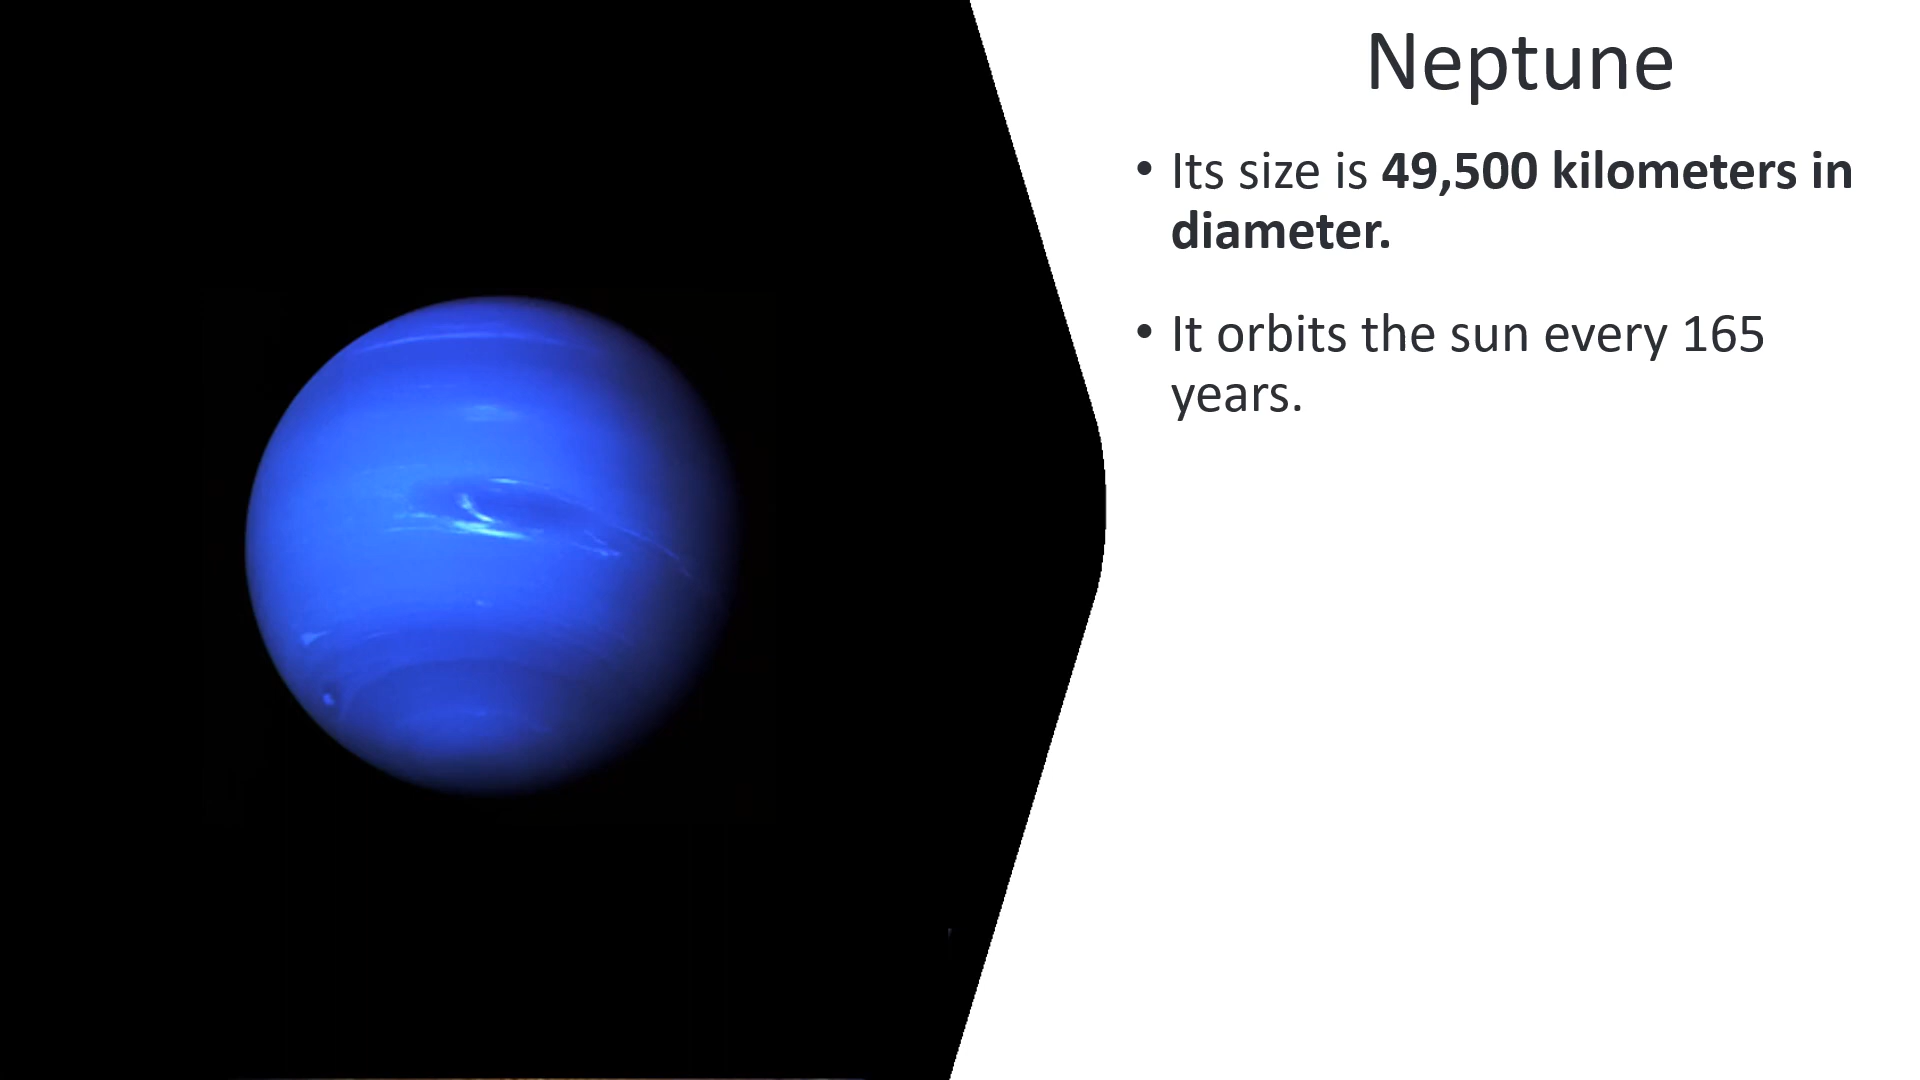 Neptune
• Its size is 49,500 kilometers in
diameter.
• It orbits the sun every 165
years.